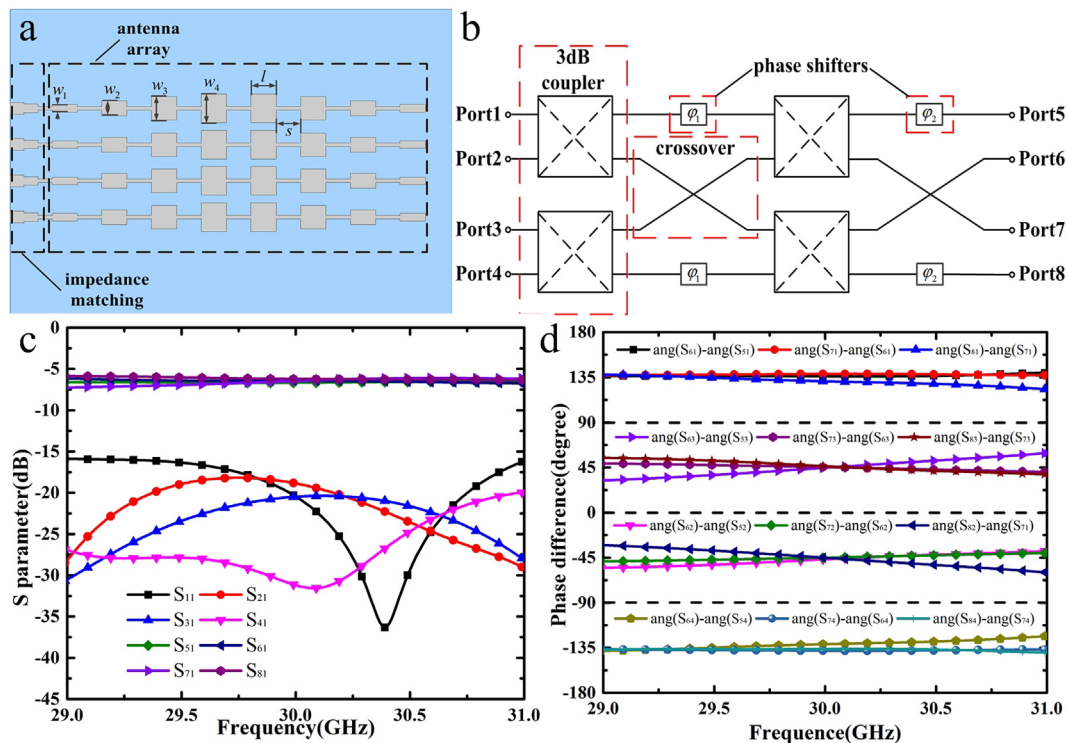 a
antenna
array
w1
w2
w3
w4
l
s
impedance
matching
b
3dB
coupler
phase shifters
Port1
φ1
φ2
Port5
Port2
crossover
Port6
Port3
Port7
Port4
φ1
φ2
Port8
c
0
-5
-10
-15
-20
-25
-30
-35
-40
-45
S parameter(dB)
S11
S21
S31
S41
S51
S61
S71
S81
29.0
29.5
30.0
30.5
31.0
Frequency(GHz)
d
180
135
90
45
0
-45
-90
-135
-180
Phase difference(degree)
ang(S61)-ang(S51)
ang(S71)-ang(S61)
ang(S81)-ang(S71)
ang(S63)-ang(S53)
ang(S73)-ang(S63)
ang(S83)-ang(S73)
ang(S62)-ang(S52)
ang(S72)-ang(S62)
ang(S82)-ang(S71)
ang(S64)-ang(S54)
ang(S74)-ang(S64)
ang(S84)-ang(S74)
29.0
29.5
30.0
30.5
31.0
Frequence(GHz)